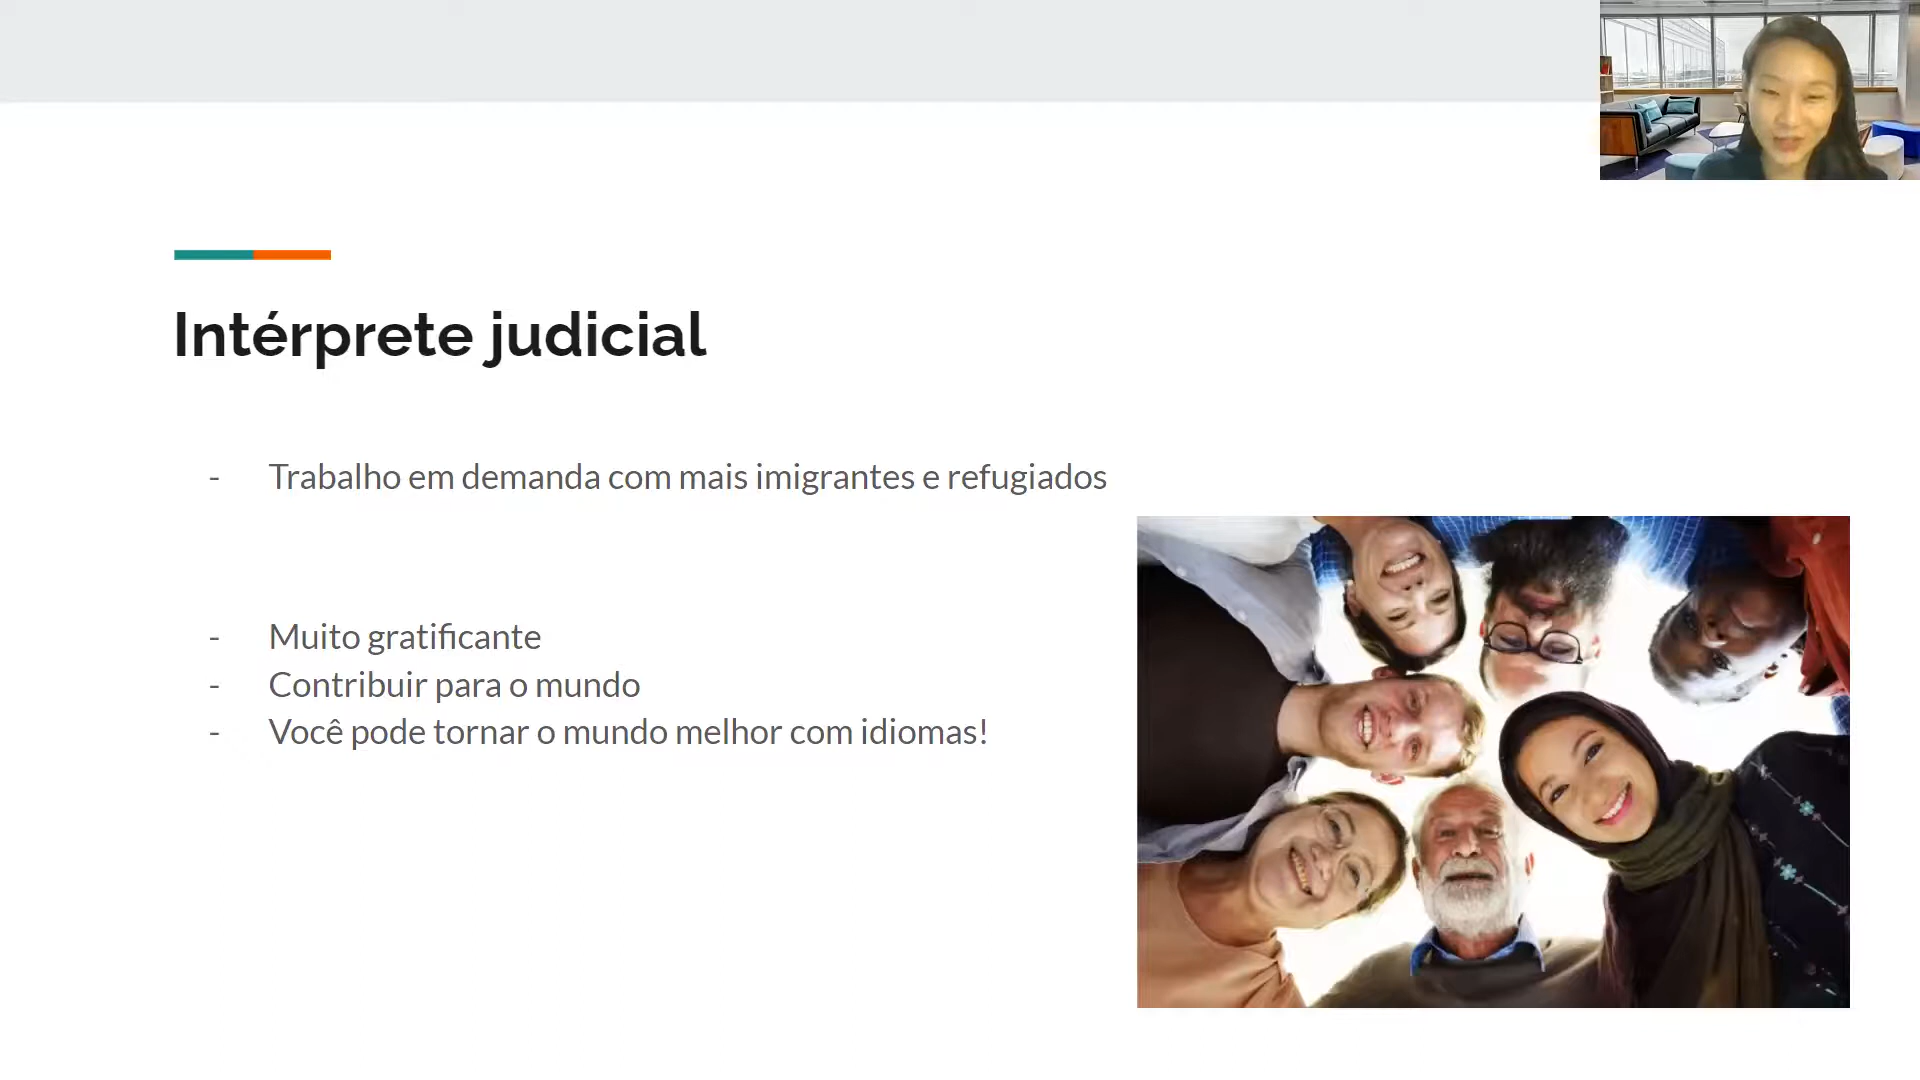 Intérprete judicial
- Trabalho em demanda com mais imigrantes e refugiados
- Muito gratificante
- Contribuir para o mundo
- Você pode tornar o mundo melhor com idiomas!